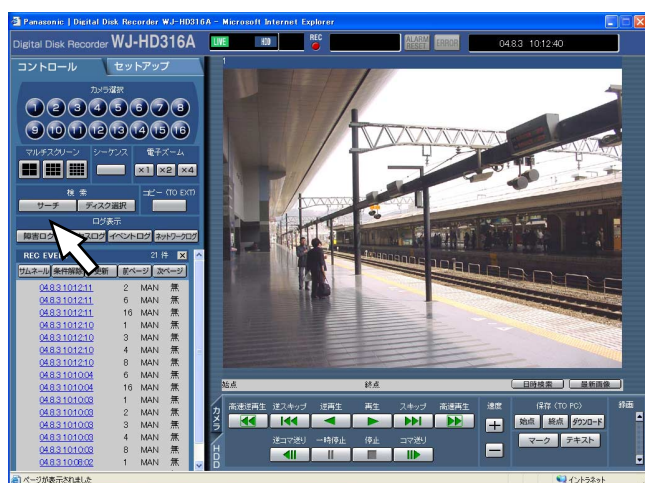 Panasonic | Digital Disk Recorder WJ-HD316A - Microsoft Internet Explorer
Digital Disk Recorder WJ-HD316A
LIVE HDD REC ALARM RESET ERROR 04.8.3 10:12:40
コントロール セットアップ
1
カメラ選択
1 2 3 4 5 6 7 8
9 10 11 12 13 14 15 16
マルチスクリーン シーケンス 電子ズーム
×1 ×2 ×4
検索 コピー (TO EXT)
サーチ ディスク選択
ログ表示
障害ログ スログ イベントログ ネットワークログ
REC EVE 21 件 X
サムネール 条件解除 更新 前ページ 次ページ
04.8.3 10:12:11 2 MAN 無
04.8.3 10:12:11 6 MAN 無
04.8.3 10:12:11 16 MAN 無
04.8.3 10:12:10 1 MAN 無
04.8.3 10:12:10 3 MAN 無
04.8.3 10:12:10 4 MAN 無
04.8.3 10:12:10 8 MAN 無
04.8.3 10:10:04 6 MAN 無
04.8.3 10:10:04 16 MAN 無
04.8.3 10:10:03 1 MAN 無
04.8.3 10:10:03 2 MAN 無
04.8.3 10:10:03 3 MAN 無
04.8.3 10:10:03 4 MAN 無
04.8.3 10:10:03 8 MAN 無
04.8.3 10:08:02 1 MAN 無
始点 終点 日時検索 最新画像
カメラ
HDD
高速逆再生 逆スキップ 逆再生 再生 スキップ 高速再生 速度 保存 (TO PC) 録画
始点 終点 ダウンロード
逆コマ送り 一時停止 停止 コマ送り
マーク テキスト
ページが表示されました イントラネット